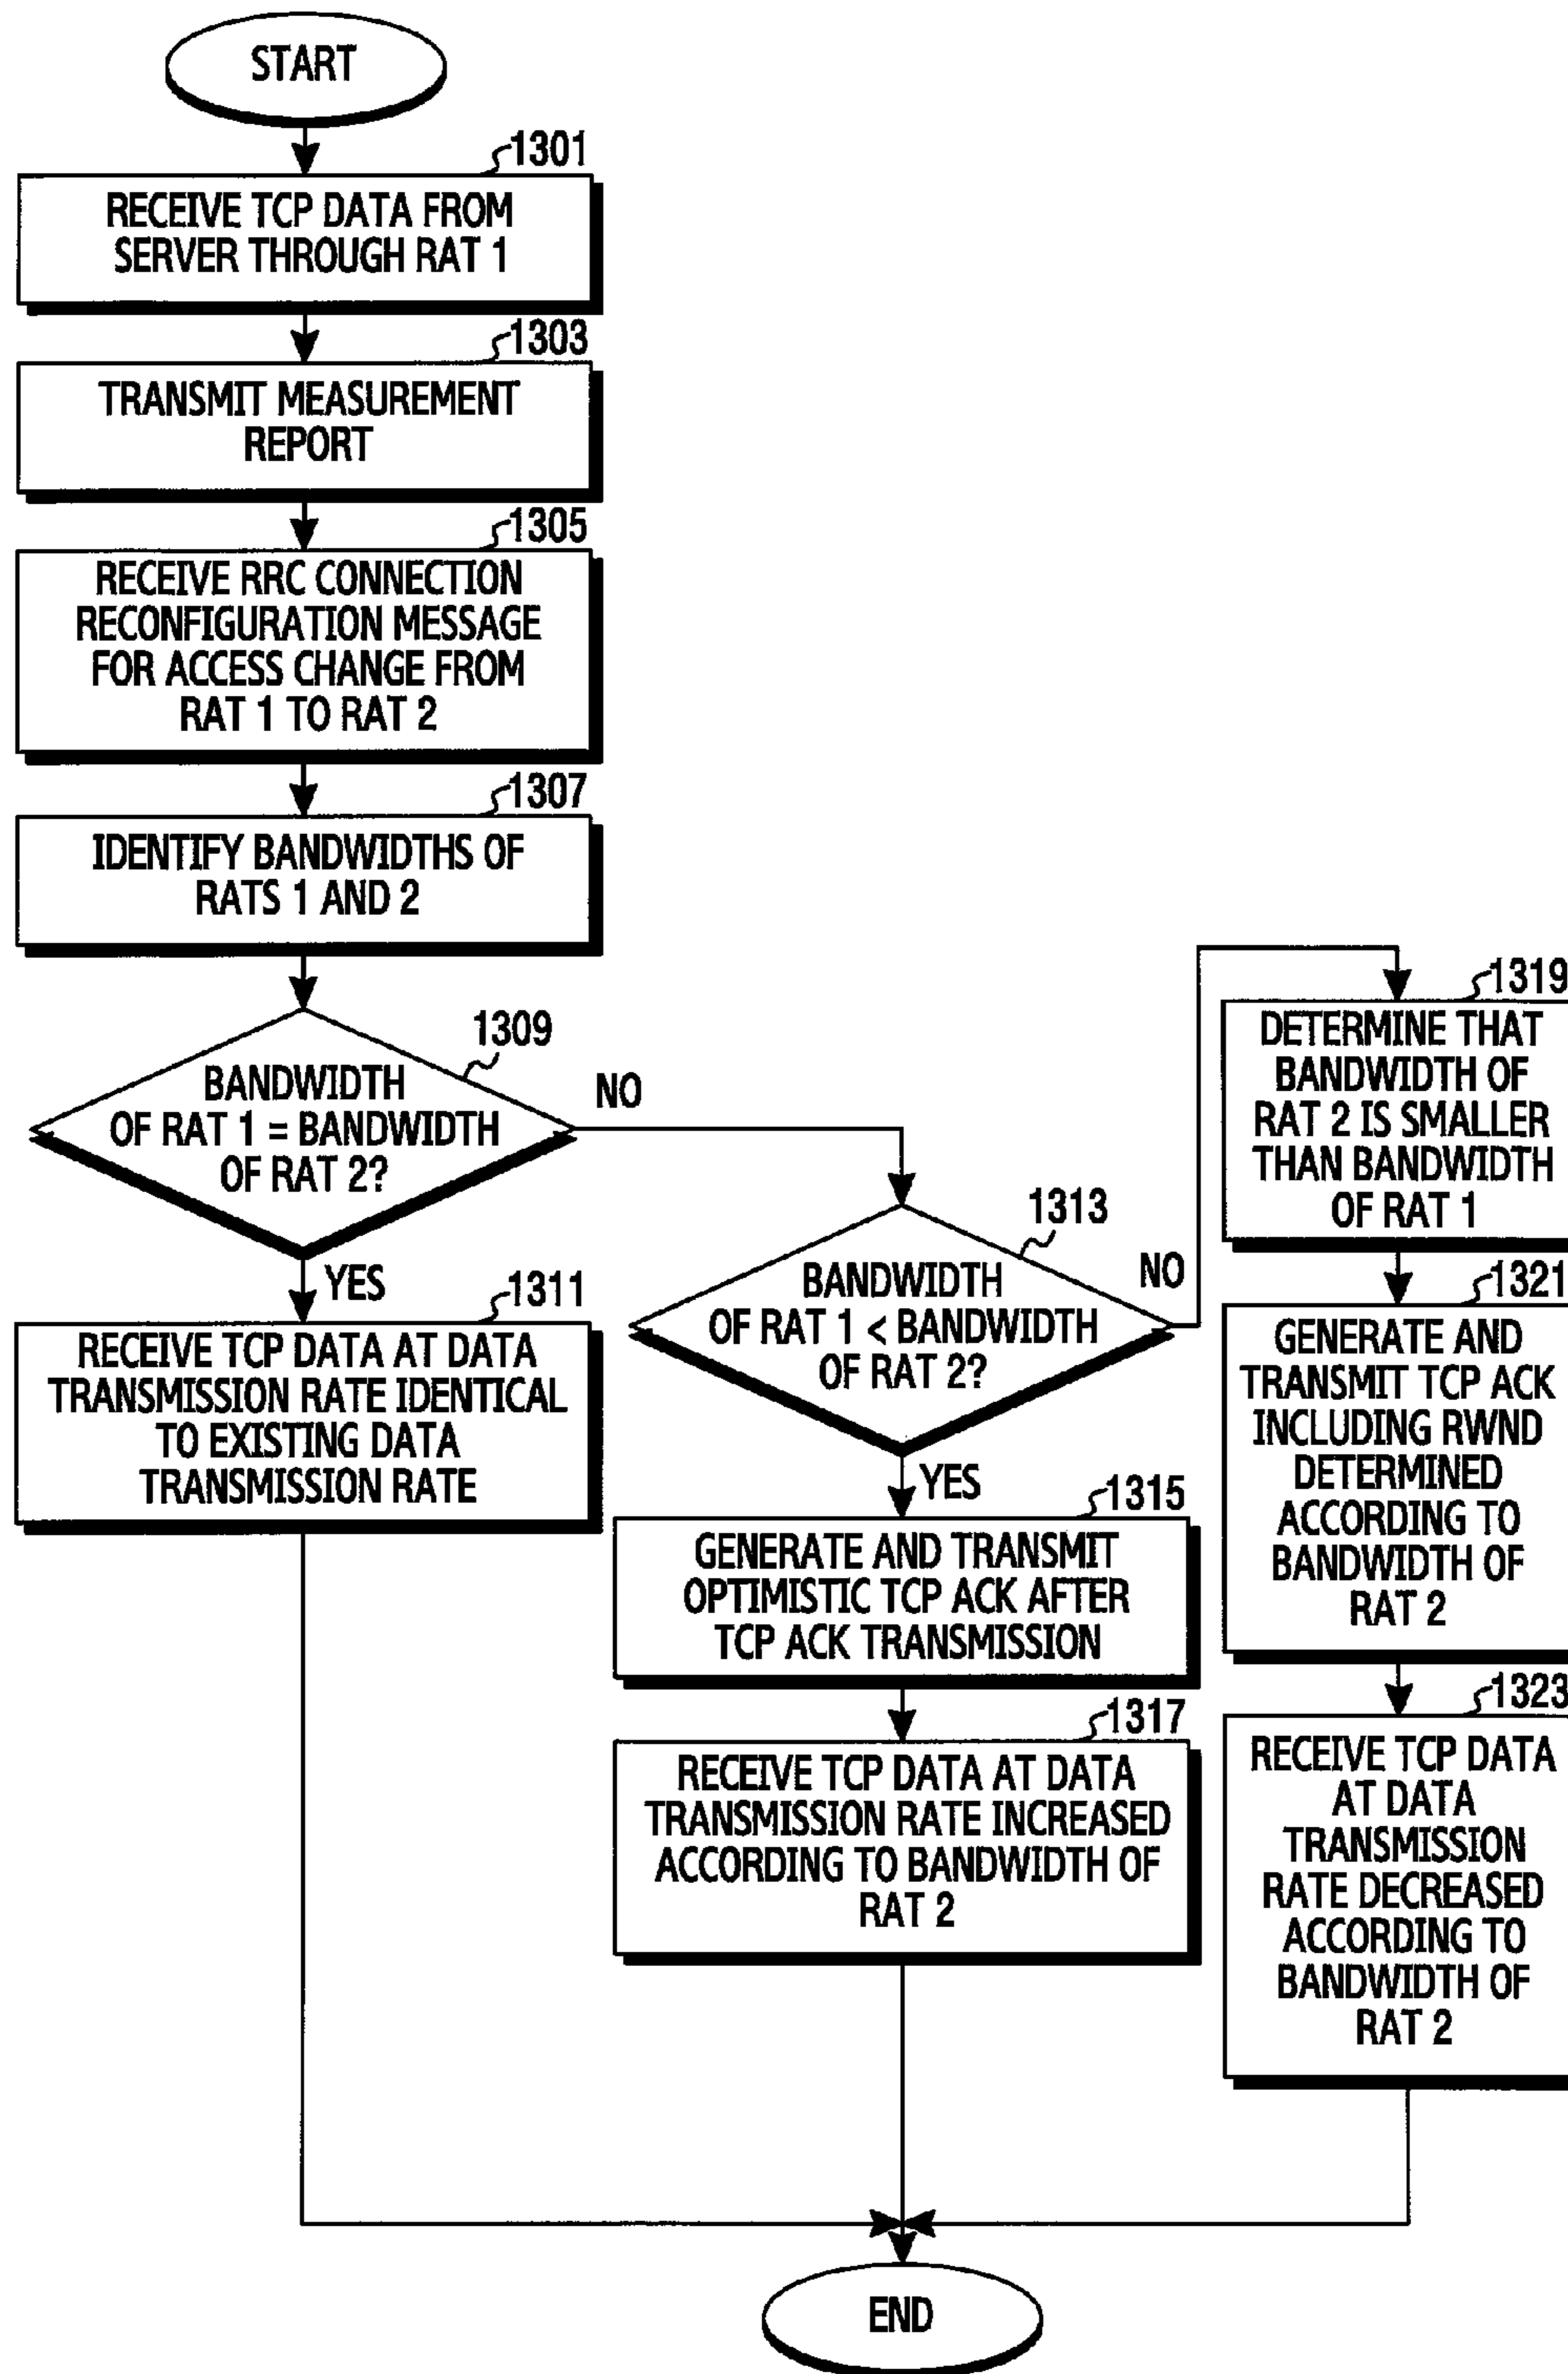 START
1301
RECEIVE TCP DATA FROM
SERVER THROUGH RAT 1
1303
TRANSMIT MEASUREMENT
REPORT
1305
RECEIVE RRC CONNECTION
RECONFIGURATION MESSAGE
FOR ACCESS CHANGE FROM
RAT 1 TO RAT 2
1307
IDENTIFY BANDWIDTHS OF
RATS 1 AND 2
1309
BANDWIDTH
OF RAT 1 = BANDWIDTH
OF RAT 2?
NO
YES
1311
RECEIVE TCP DATA AT DATA
TRANSMISSION RATE IDENTICAL
TO EXISTING DATA
TRANSMISSION RATE
1313
BANDWIDTH
OF RAT 1 < BANDWIDTH
OF RAT 2?
NO
YES
1315
GENERATE AND TRANSMIT
OPTIMISTIC TCP ACK AFTER
TCP ACK TRANSMISSION
1317
RECEIVE TCP DATA AT DATA
TRANSMISSION RATE INCREASED
ACCORDING TO BANDWIDTH OF
RAT 2
1319
DETERMINE THAT
BANDWIDTH OF
RAT 2 IS SMALLER
THAN BANDWIDTH
OF RAT 1
1321
GENERATE AND
TRANSMIT TCP ACK
INCLUDING RWND
DETERMINED
ACCORDING TO
BANDWIDTH OF
RAT 2
1323
RECEIVE TCP DATA
AT DATA
TRANSMISSION
RATE DECREASED
ACCORDING TO
BANDWIDTH OF
RAT 2
END